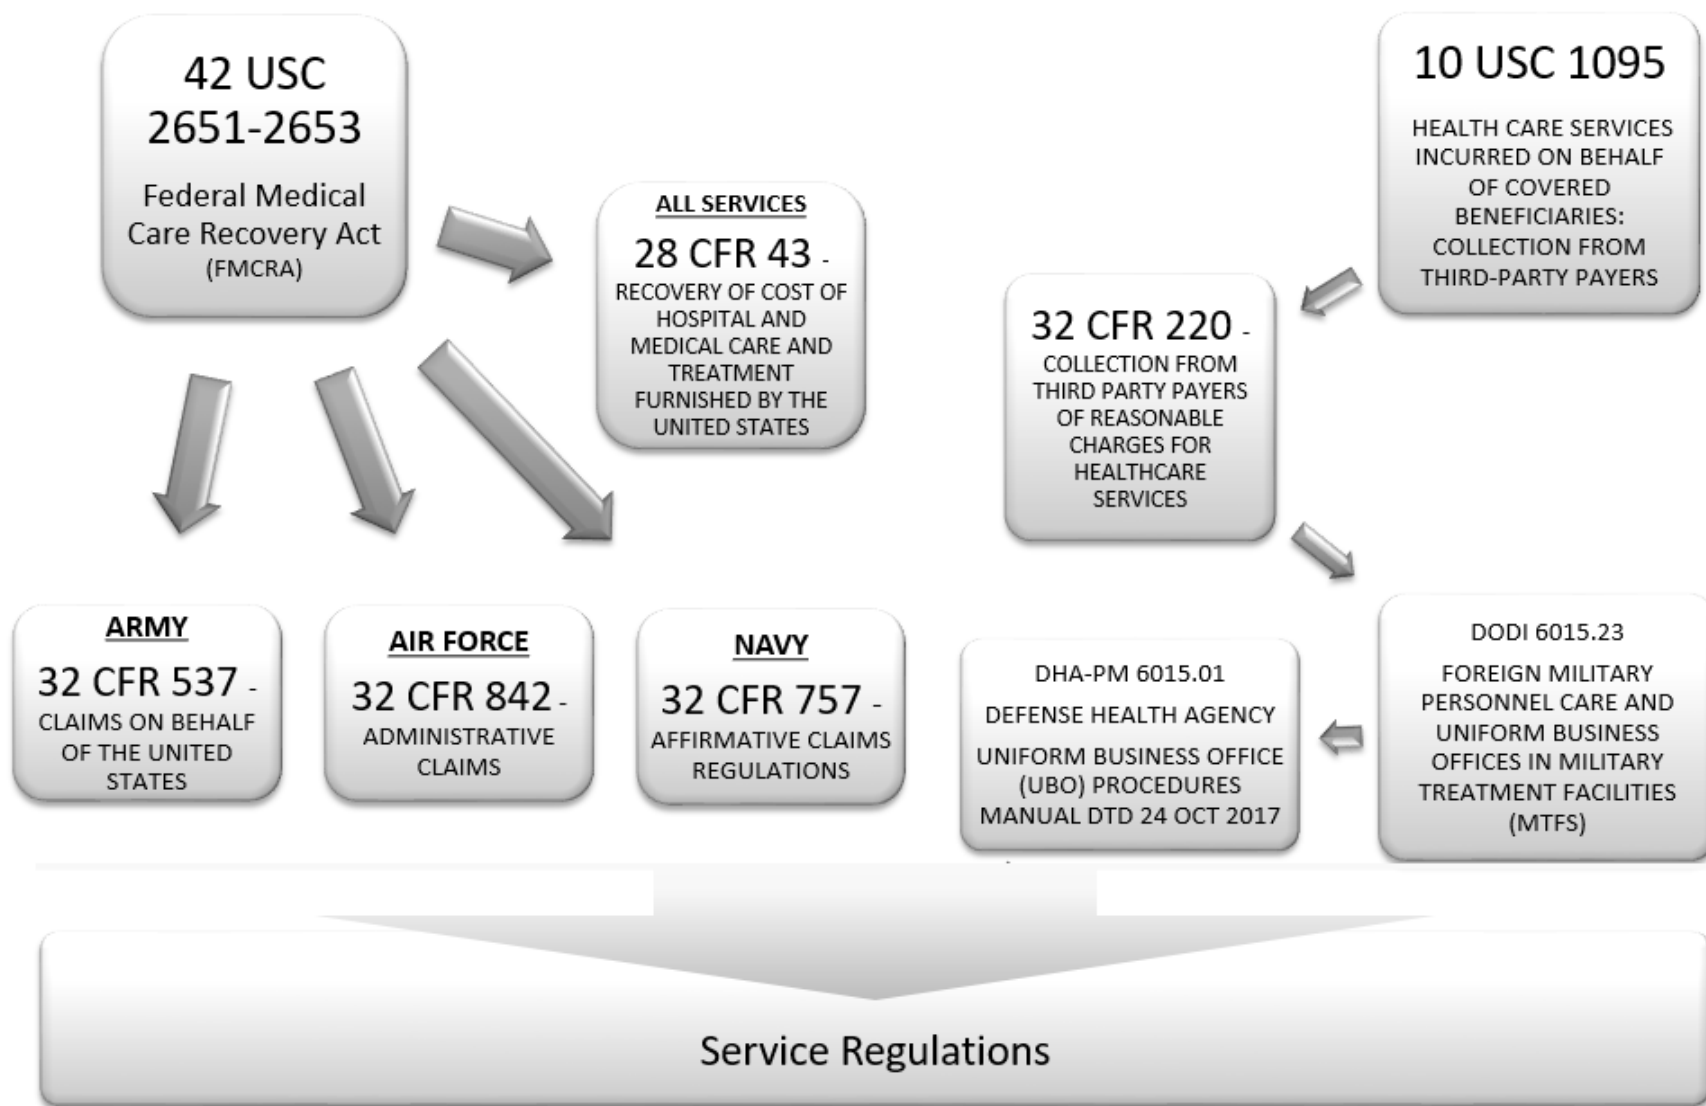 42 USC
2651-2653
Federal Medical
Care Recovery Act
(FMCRA)
ALL SERVICES
28 CFR 43 -
RECOVERY OF COST OF
HOSPITAL AND
MEDICAL CARE AND
TREATMENT
FURNISHED BY THE
UNITED STATES
10 USC 1095
HEALTH CARE SERVICES
INCURRED ON BEHALF
OF COVERED
BENEFICIARIES:
COLLECTION FROM
THIRD-PARTY PAYERS
32 CFR 220 -
COLLECTION FROM
THIRD PARTY PAYERS
OF REASONABLE
CHARGES FOR
HEALTHCARE
SERVICES
ARMY
32 CFR 537 -
CLAIMS ON BEHALF
OF THE UNITED
STATES
AIR FORCE
32 CFR 842 -
ADMINISTRATIVE
CLAIMS
NAVY
32 CFR 757 -
AFFIRMATIVE CLAIMS
REGULATIONS
DHA-PM 6015.01
DEFENSE HEALTH AGENCY
UNIFORM BUSINESS OFFICE
(UBO) PROCEDURES
MANUAL DTD 24 OCT 2017
DODI 6015.23
FOREIGN MILITARY
PERSONNEL CARE AND
UNIFORM BUSINESS
OFFICES IN MILITARY
TREATMENT FACILITIES
(MTFS)
Service Regulations